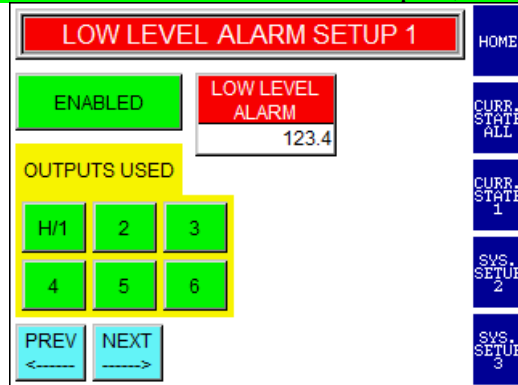 LOW LEVEL ALARM SETUP 1
HOME
ENABLED
LOW LEVEL
ALARM
123.4
CURR.
STATE
ALL
OUTPUTS USED
CURR.
STATE
1
H/1
2
3
4
5
6
SYS.
SETUP
2
PREV
<------
NEXT
------>
SYS.
SETUP
3